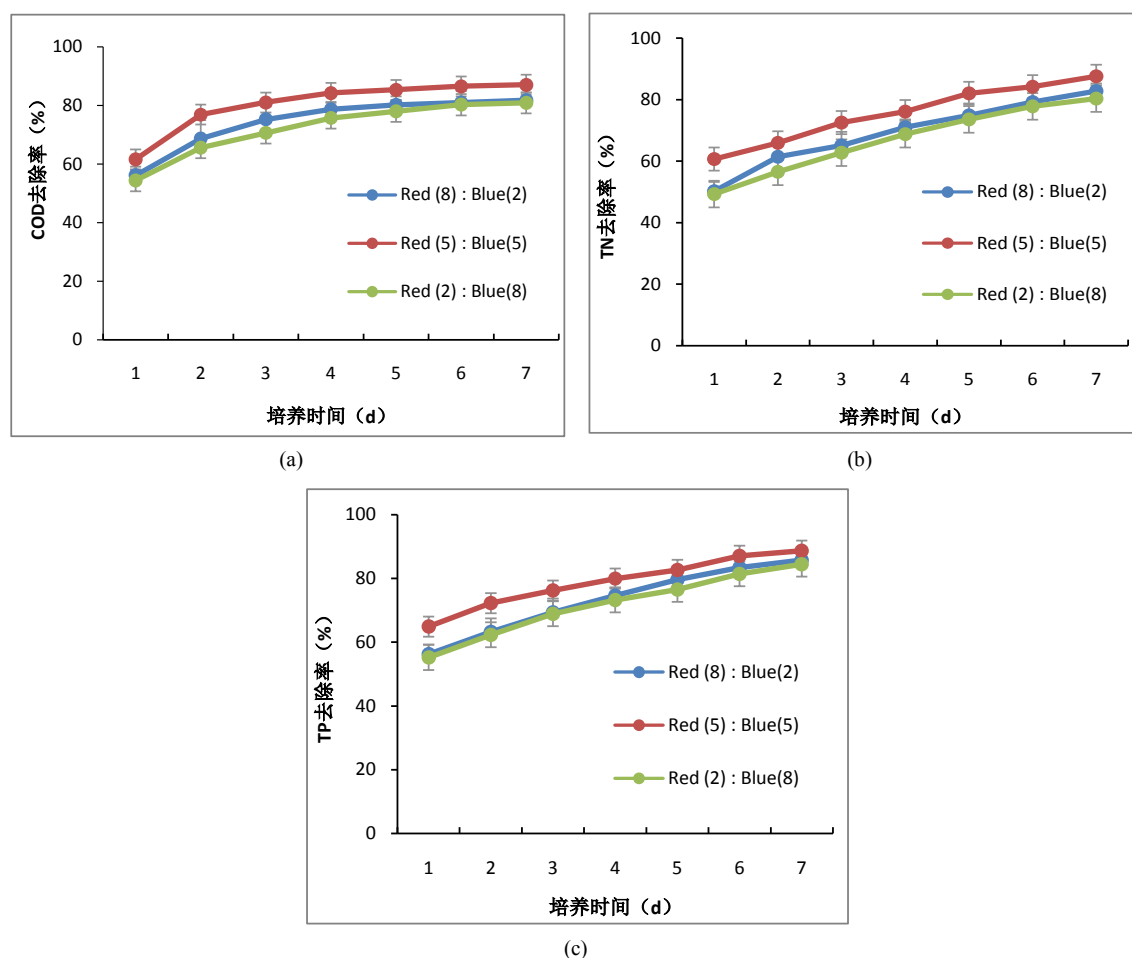 100
80
60
40
20
0
COD去除率（%）
Red (8) : Blue(2)
Red (5) : Blue(5)
Red (2) : Blue(8)
1 2 3 4 5 6 7
培养时间（d）
(a)
100
80
60
40
20
0
TN去除率（%）
Red (8) : Blue(2)
Red (5) : Blue(5)
Red (2) : Blue(8)
1 2 3 4 5 6 7
培养时间（d）
(b)
100
80
60
40
20
0
TP去除率（%）
Red (8) : Blue(2)
Red (5) : Blue(5)
Red (2) : Blue(8)
1 2 3 4 5 6 7
培养时间（d）
(c)